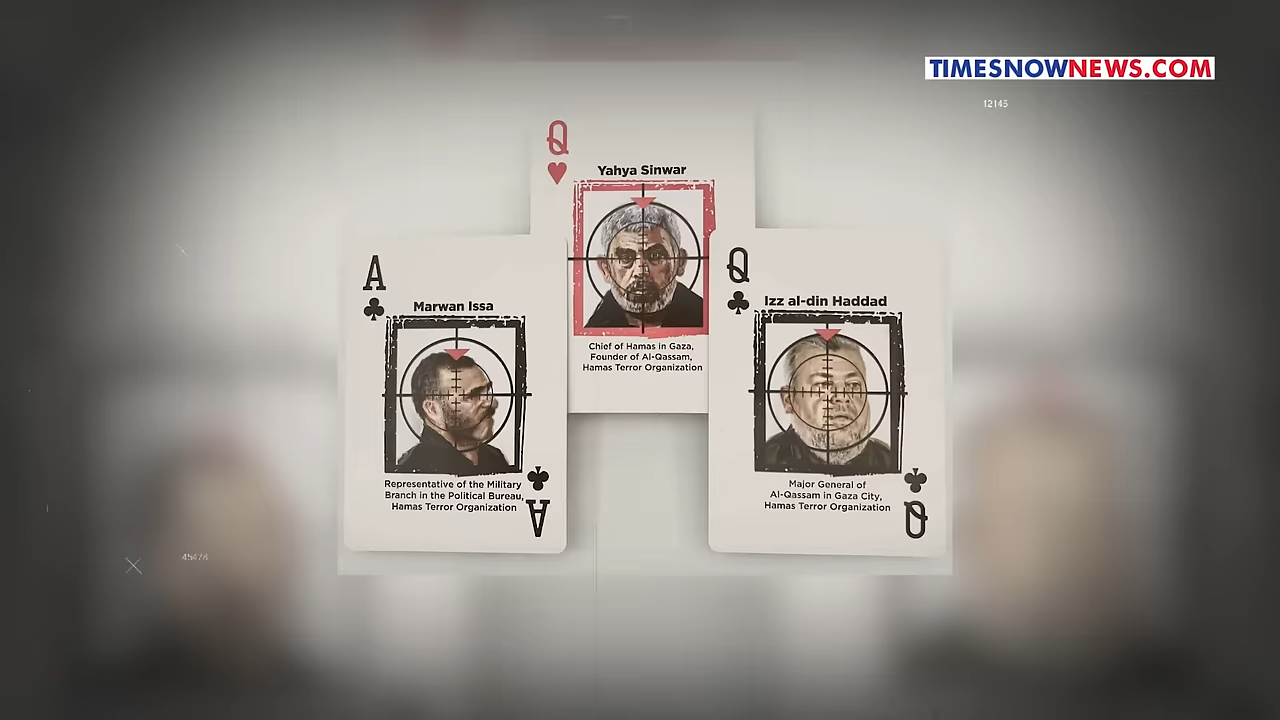 TIMESNOWNEWS.COM
12145
Q
Yahya Sinwar
Chief of Hamas in Gaza,
Founder of Al-Qassam,
Hamas Terror Organization
A
Marwan Issa
Representative of the Military
Branch in the Political Bureau,
Hamas Terror Organization
A
Q
Izz al-din Haddad
Major General of
Al-Qassam in Gaza City,
Hamas Terror Organization
Q